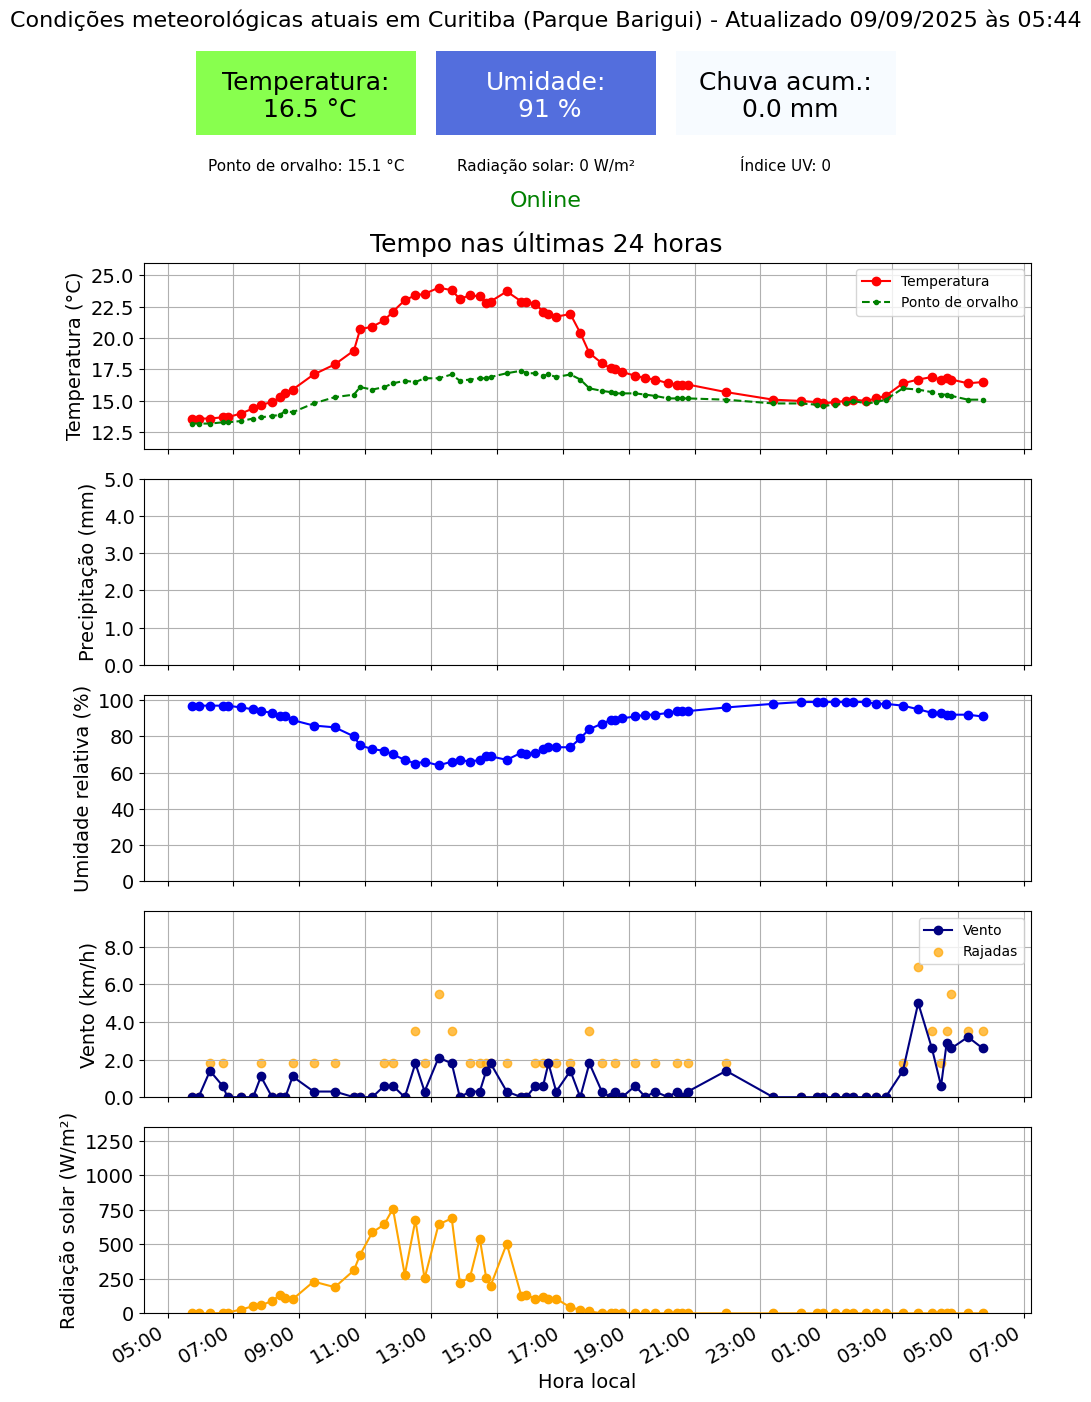 Condições meteorológicas atuais em Curitiba (Parque Barigui) - Atualizado 09/09/2025 às 05:44
Temperatura:
16.5 °C
Umidade:
91 %
Chuva acum.:
0.0 mm
Ponto de orvalho: 15.1 °C
Radiação solar: 0 W/m²
Índice UV: 0
Online
Tempo nas últimas 24 horas
Temperatura (°C)
25.0
22.5
20.0
17.5
15.0
12.5
Temperatura
Ponto de orvalho
Precipitação (mm)
5.0
4.0
3.0
2.0
1.0
0.0
Umidade relativa (%)
100
80
60
40
20
0
Vento (km/h)
8.0
6.0
4.0
2.0
0.0
Vento
Rajadas
Radiação solar (W/m²)
1250
1000
750
500
250
0
05:00
07:00
09:00
11:00
13:00
15:00
17:00
19:00
21:00
23:00
01:00
03:00
05:00
07:00
Hora local